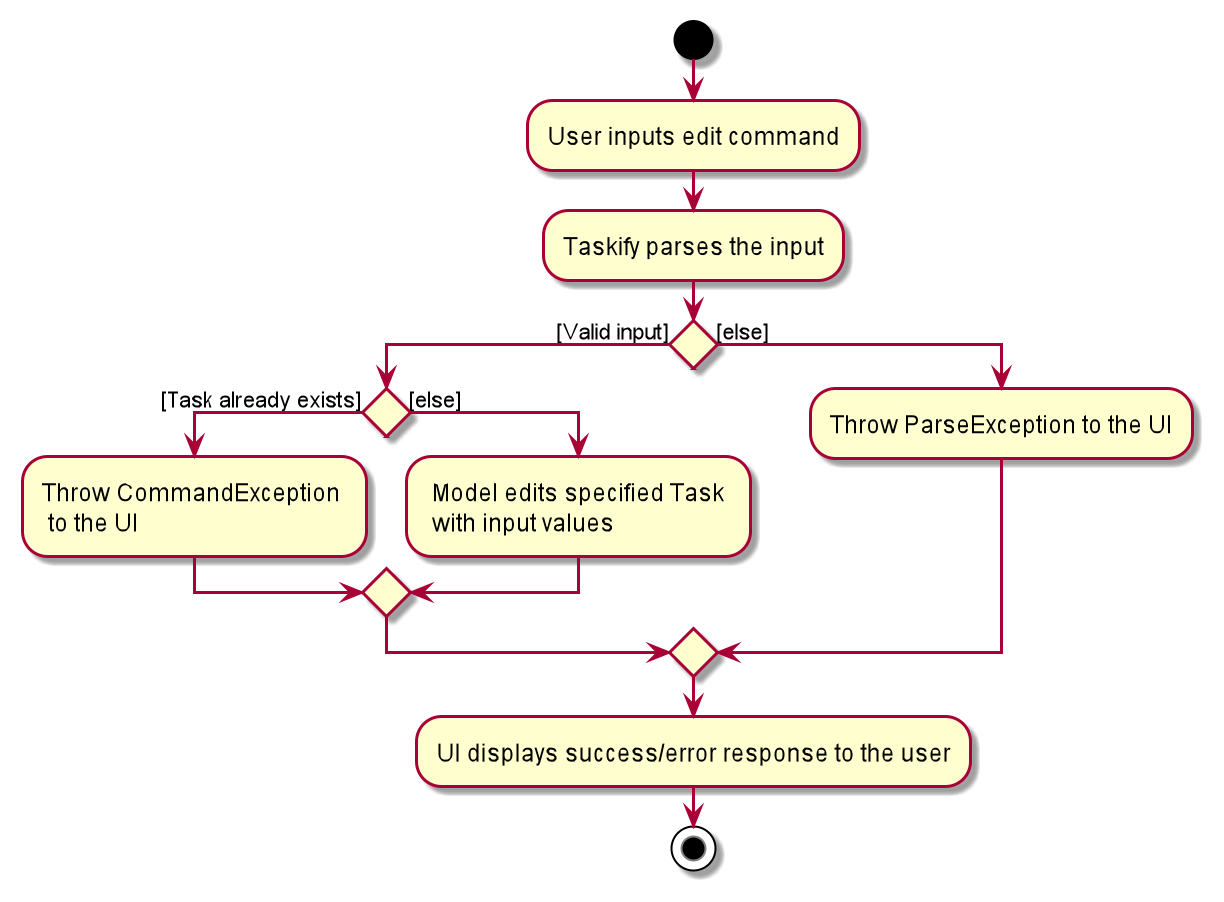 User inputs edit command
Taskify parses the input
[Valid input]
[else]
[Task already exists]
[else]
Throw ParseException to the UI
Throw CommandException
to the UI
Model edits specified Task
with input values
UI displays success/error response to the user